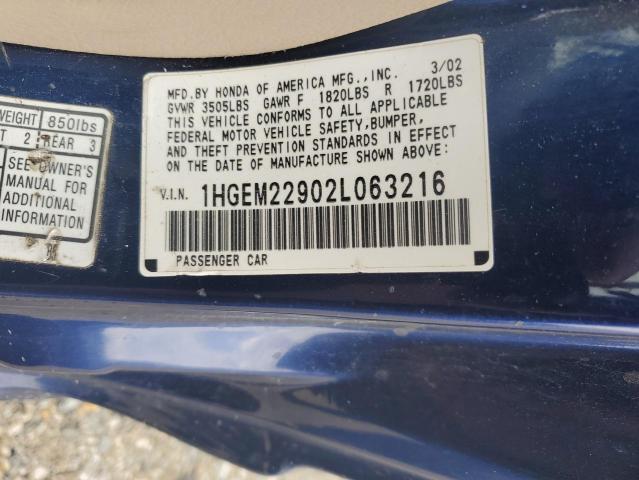 WEIGHT 850lbs
2 REAR 3
SEE OWNER'S
MANUAL FOR
ADDITIONAL
INFORMATION
MFD.BY HONDA OF AMERICA MFG.,INC. 3/02
GVWR 3505LBS GAWR F 1820LBS R 1720LBS
THIS VEHICLE CONFORMS TO ALL APPLICABLE
FEDERAL MOTOR VEHICLE SAFETY,BUMPER,
AND THEFT PREVENTION STANDARDS IN EFFECT
ON THE DATE OF MANUFACTURE SHOWN ABOVE:
V.I.N. 1HGEM22902L063216
PASSENGER CAR